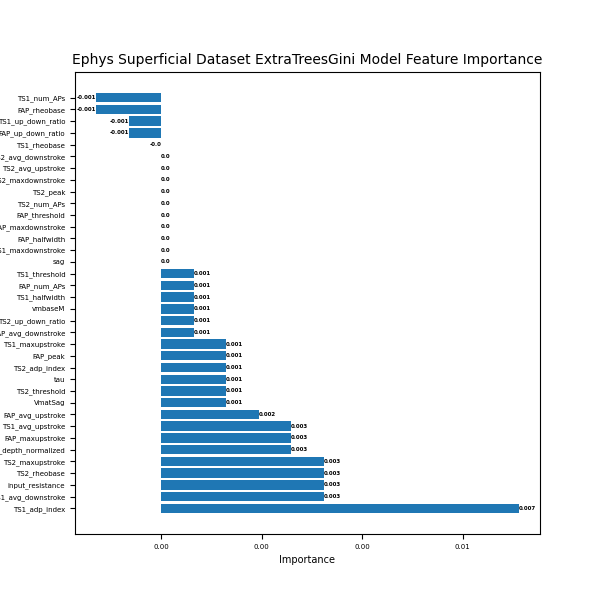 Ephys Superficial Dataset ExtraTreesGini Model Feature Importance
TS1_num_APs -0.001
FAP_rheobase -0.001
TS1_up_down_ratio -0.001
FAP_up_down_ratio -0.001
TS1_rheobase -0.0
S2_avg_downstroke 0.0
TS2_avg_upstroke 0.0
TS2_maxdownstroke 0.0
TS2_peak 0.0
TS2_num_APs 0.0
FAP_threshold 0.0
AP_maxdownstroke 0.0
FAP_halfwidth 0.0
S1_maxdownstroke 0.0
sag 0.0
TS1_threshold 0.001
FAP_num_APs 0.001
TS1_halfwidth 0.001
vmbaseM 0.001
TS2_up_down_ratio 0.001
AP_avg_downstroke 0.001
TS1_maxupstroke 0.001
FAP_peak 0.001
TS2_adp_index 0.001
tau 0.001
TS2_threshold 0.001
VmatSag 0.001
FAP_avg_upstroke 0.002
TS1_avg_upstroke 0.003
FAP_maxupstroke 0.003
_depth_normalized 0.003
TS2_maxupstroke 0.003
TS2_rheobase 0.003
input_resistance 0.003
S1_avg_downstroke 0.003
TS1_adp_index 0.007
0.00 0.00 0.00 0.01
Importance